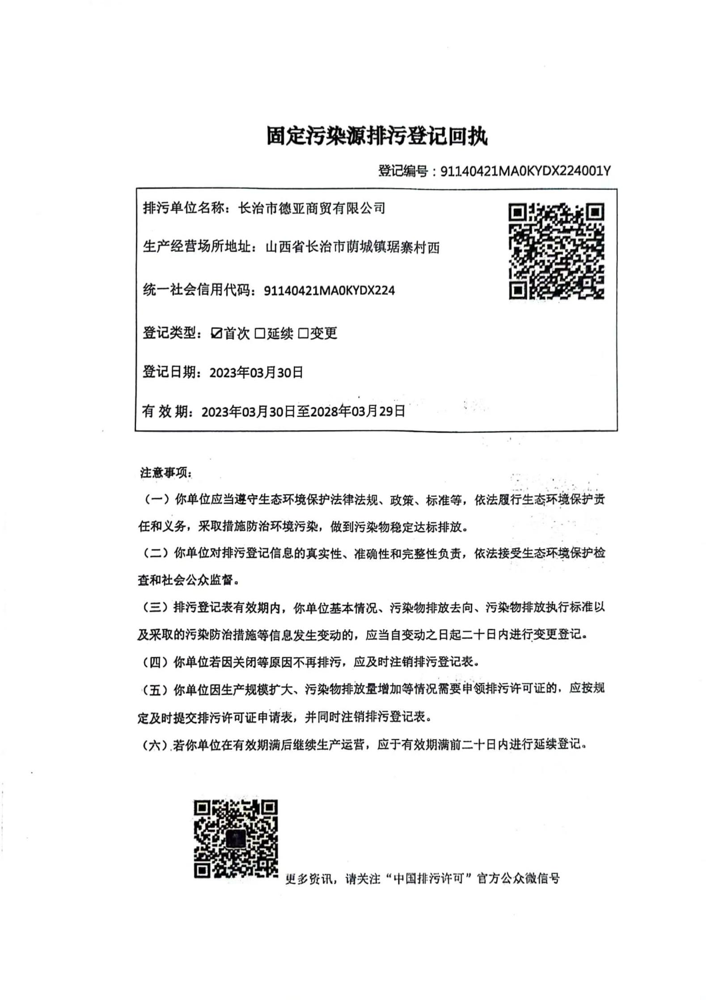 固定污染源排污登记回执
登记编号：91140421MA0KYDX224001Y
排污单位名称：长治市德亚商贸有限公司
生产经营场所地址：山西省长治市荫城镇琚寨村西
统一社会信用代码：91140421MA0KYDX224
登记类型：☑首次 □延续 □变更
登记日期：2023年03月30日
有 效 期：2023年03月30日至2028年03月29日
注意事项：
（一）你单位应当遵守生态环境保护法律法规、政策、标准等，依法履行生态环境保护责
任和义务，采取措施防治环境污染，做到污染物稳定达标排放。
（二）你单位对排污登记信息的真实性、准确性和完整性负责，依法接受生态环境保护检
查和社会公众监督。
（三）排污登记表有效期内，你单位基本情况、污染物排放去向、污染物排放执行标准以
及采取的污染防治措施等信息发生变动的，应当自变动之日起二十日内进行变更登记。
（四）你单位若因关闭等原因不再排污，应及时注销排污登记表。
（五）你单位因生产规模扩大、污染物排放量增加等情况需要申领排污许可证的，应按规
定及时提交排污许可证申请表，并同时注销排污登记表。
（六）若你单位在有效期满后继续生产运营，应于有效期满前二十日内进行延续登记。
更多资讯，请关注“中国排污许可”官方公众微信号